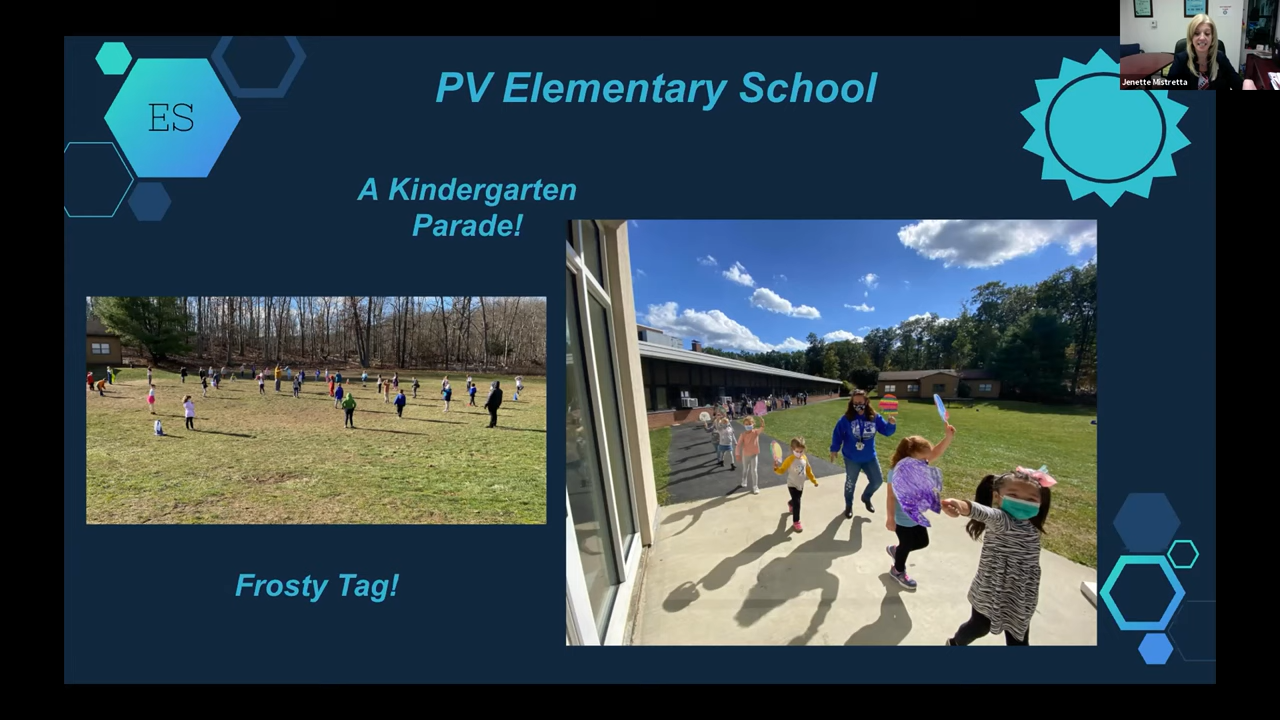 ES
PV Elementary School
Jenette Mistretta
A Kindergarten
Parade!
Frosty Tag!